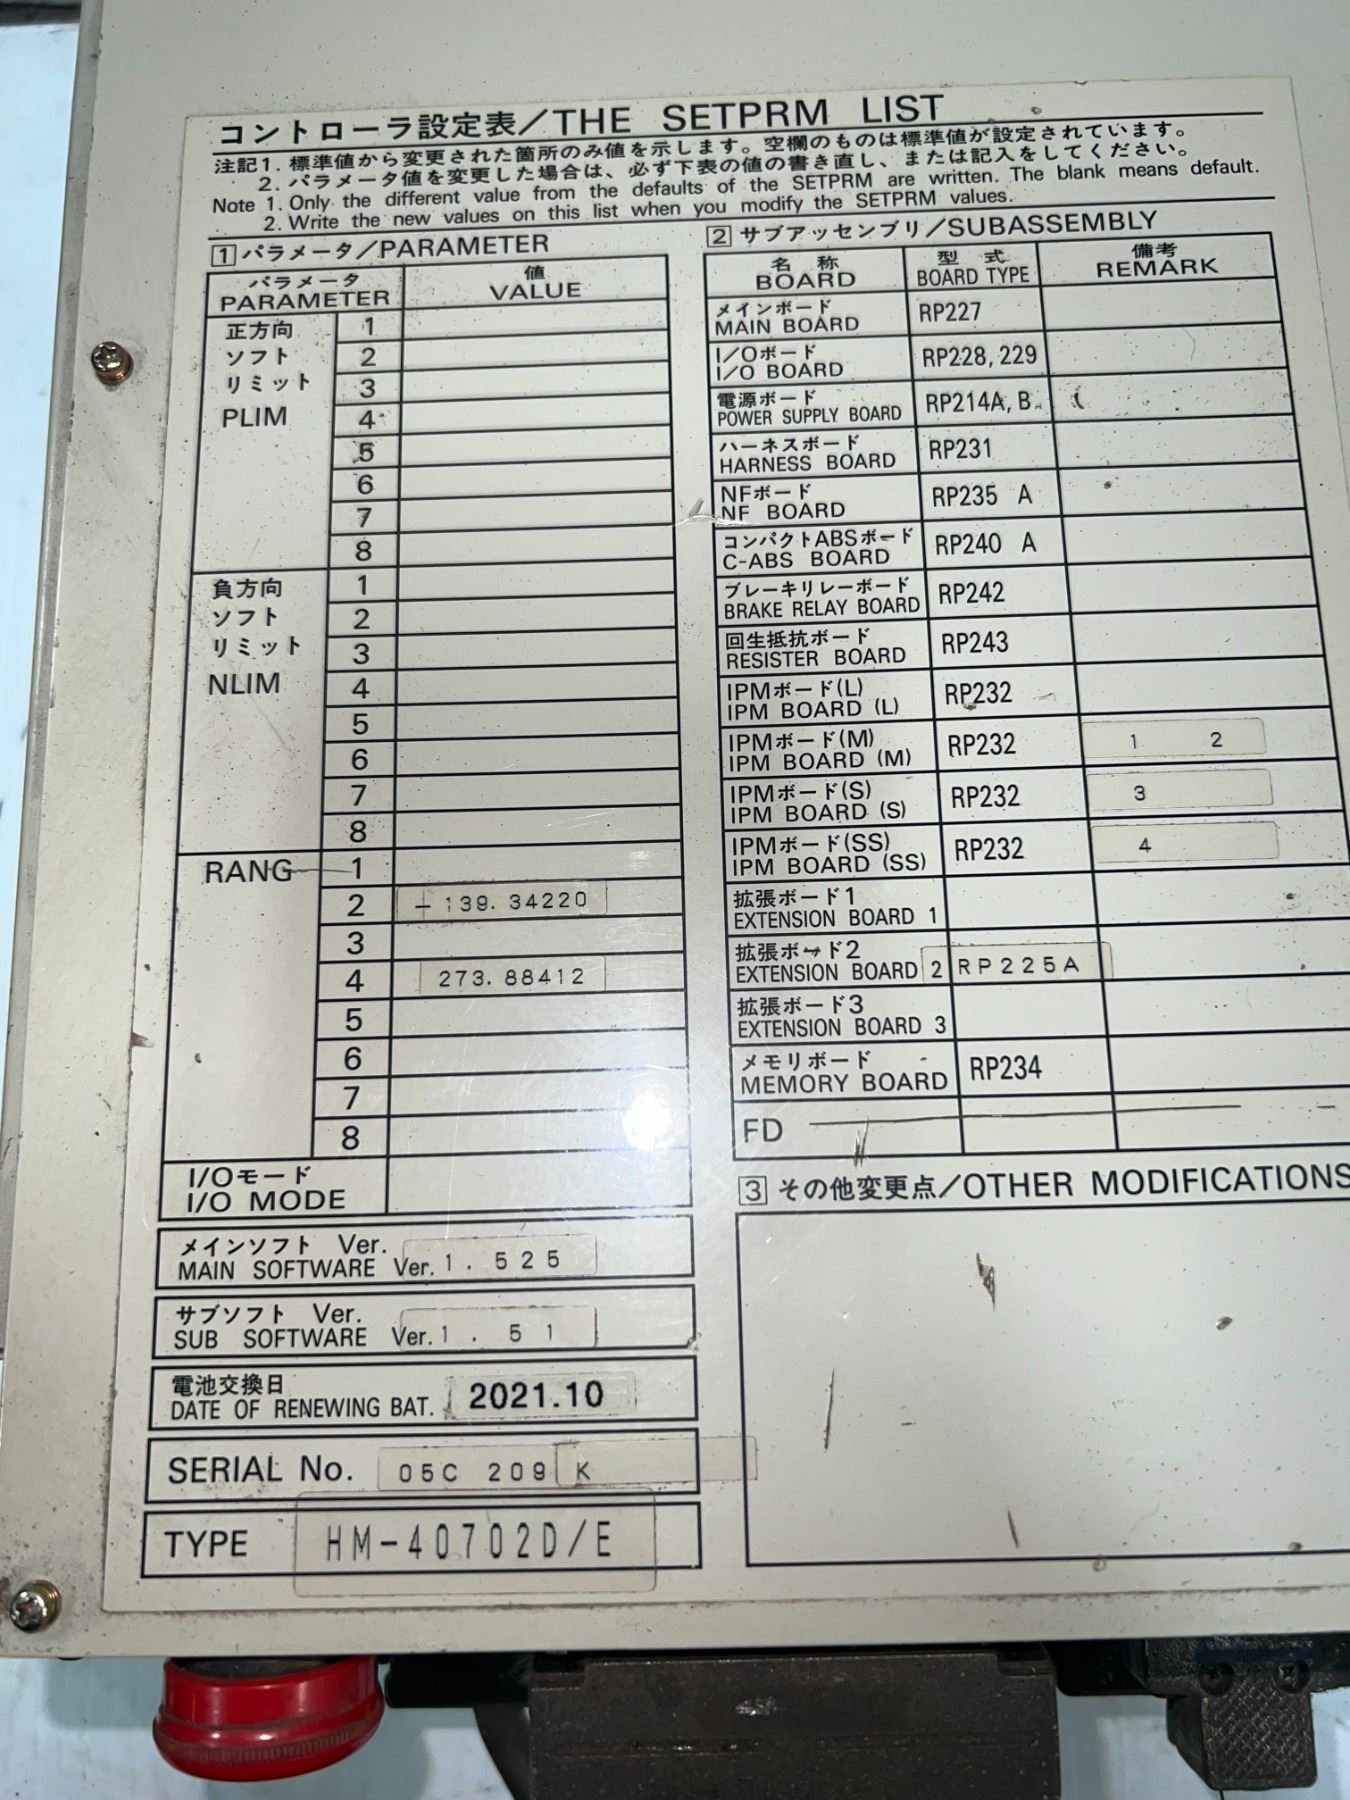 コントローラ設定表/THE SETPRM LIST
注記1. 標準値から変更された箇所のみ値を示します。空欄のものは標準値が設定されています。
2. パラメータ値を変更した場合は、必ず下表の値の書き直し、または記入をしてください。
Note 1. Only the different value from the defaults of the SETPRM are written. The blank means default.
2. Write the new values on this list when you modify the SETPRM values.
1 パラメータ/PARAMETER
パラメータ 値
PARAMETER VALUE
正方向 1
ソフト 2
リミット 3
PLIM 4
5
6
7
8
負方向 1
ソフト 2
リミット 3
NLIM 4
5
6
7
8
RANG 1
2 -139.34220
3
4 273.88412
5
6
7
8
I/Oモード
I/O MODE
メインソフト Ver.
MAIN SOFTWARE Ver. 1.525
サブソフト Ver.
SUB SOFTWARE Ver. 1.51
電池交換日
DATE OF RENEWING BAT. 2021.10
SERIAL No. 05C 209 K
TYPE HM-40702D/E
2 サブアッセンブリ/SUBASSEMBLY
名称 型式 備考
BOARD BOARD TYPE REMARK
メインボード
MAIN BOARD RP227
I/Oボード
I/O BOARD RP228, 229
電源ボード
POWER SUPPLY BOARD RP214A, B
ハーネスボード
HARNESS BOARD RP231
NFボード
NF BOARD RP235 A
コンパクトABSボード
C-ABS BOARD RP240 A
ブレーキリレーボード
BRAKE RELAY BOARD RP242
回生抵抗ボード
RESISTER BOARD RP243
IPMボード(L)
IPM BOARD (L) RP232
IPMボード(M)
IPM BOARD (M) RP232 1 2
IPMボード(S)
IPM BOARD (S) RP232 3
IPMボード(SS)
IPM BOARD (SS) RP232 4
拡張ボード1
EXTENSION BOARD 1
拡張ボード2
EXTENSION BOARD 2 RP225A
拡張ボード3
EXTENSION BOARD 3
メモリボード
MEMORY BOARD RP234
FD
3 その他変更点/OTHER MODIFICATIONS